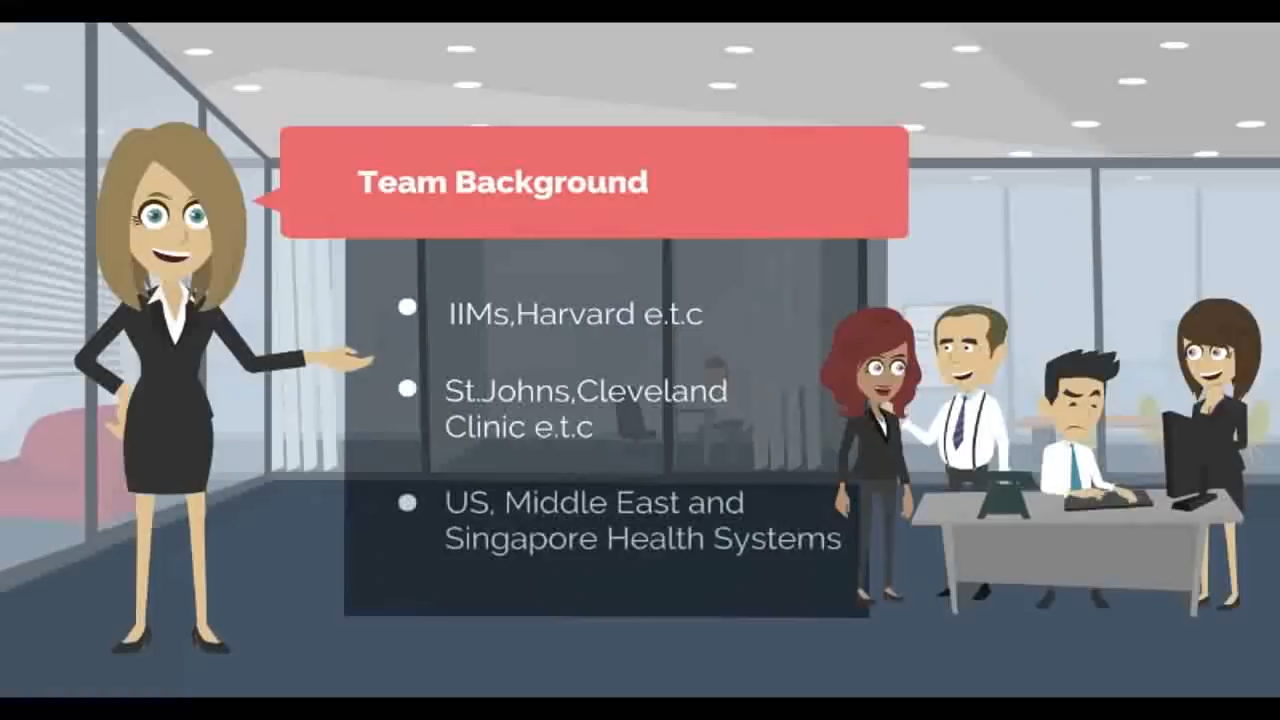 Team Background
IIMs,Harvard e.t.c
St.Johns,Cleveland
Clinic e.t.c
US, Middle East and
Singapore Health Systems